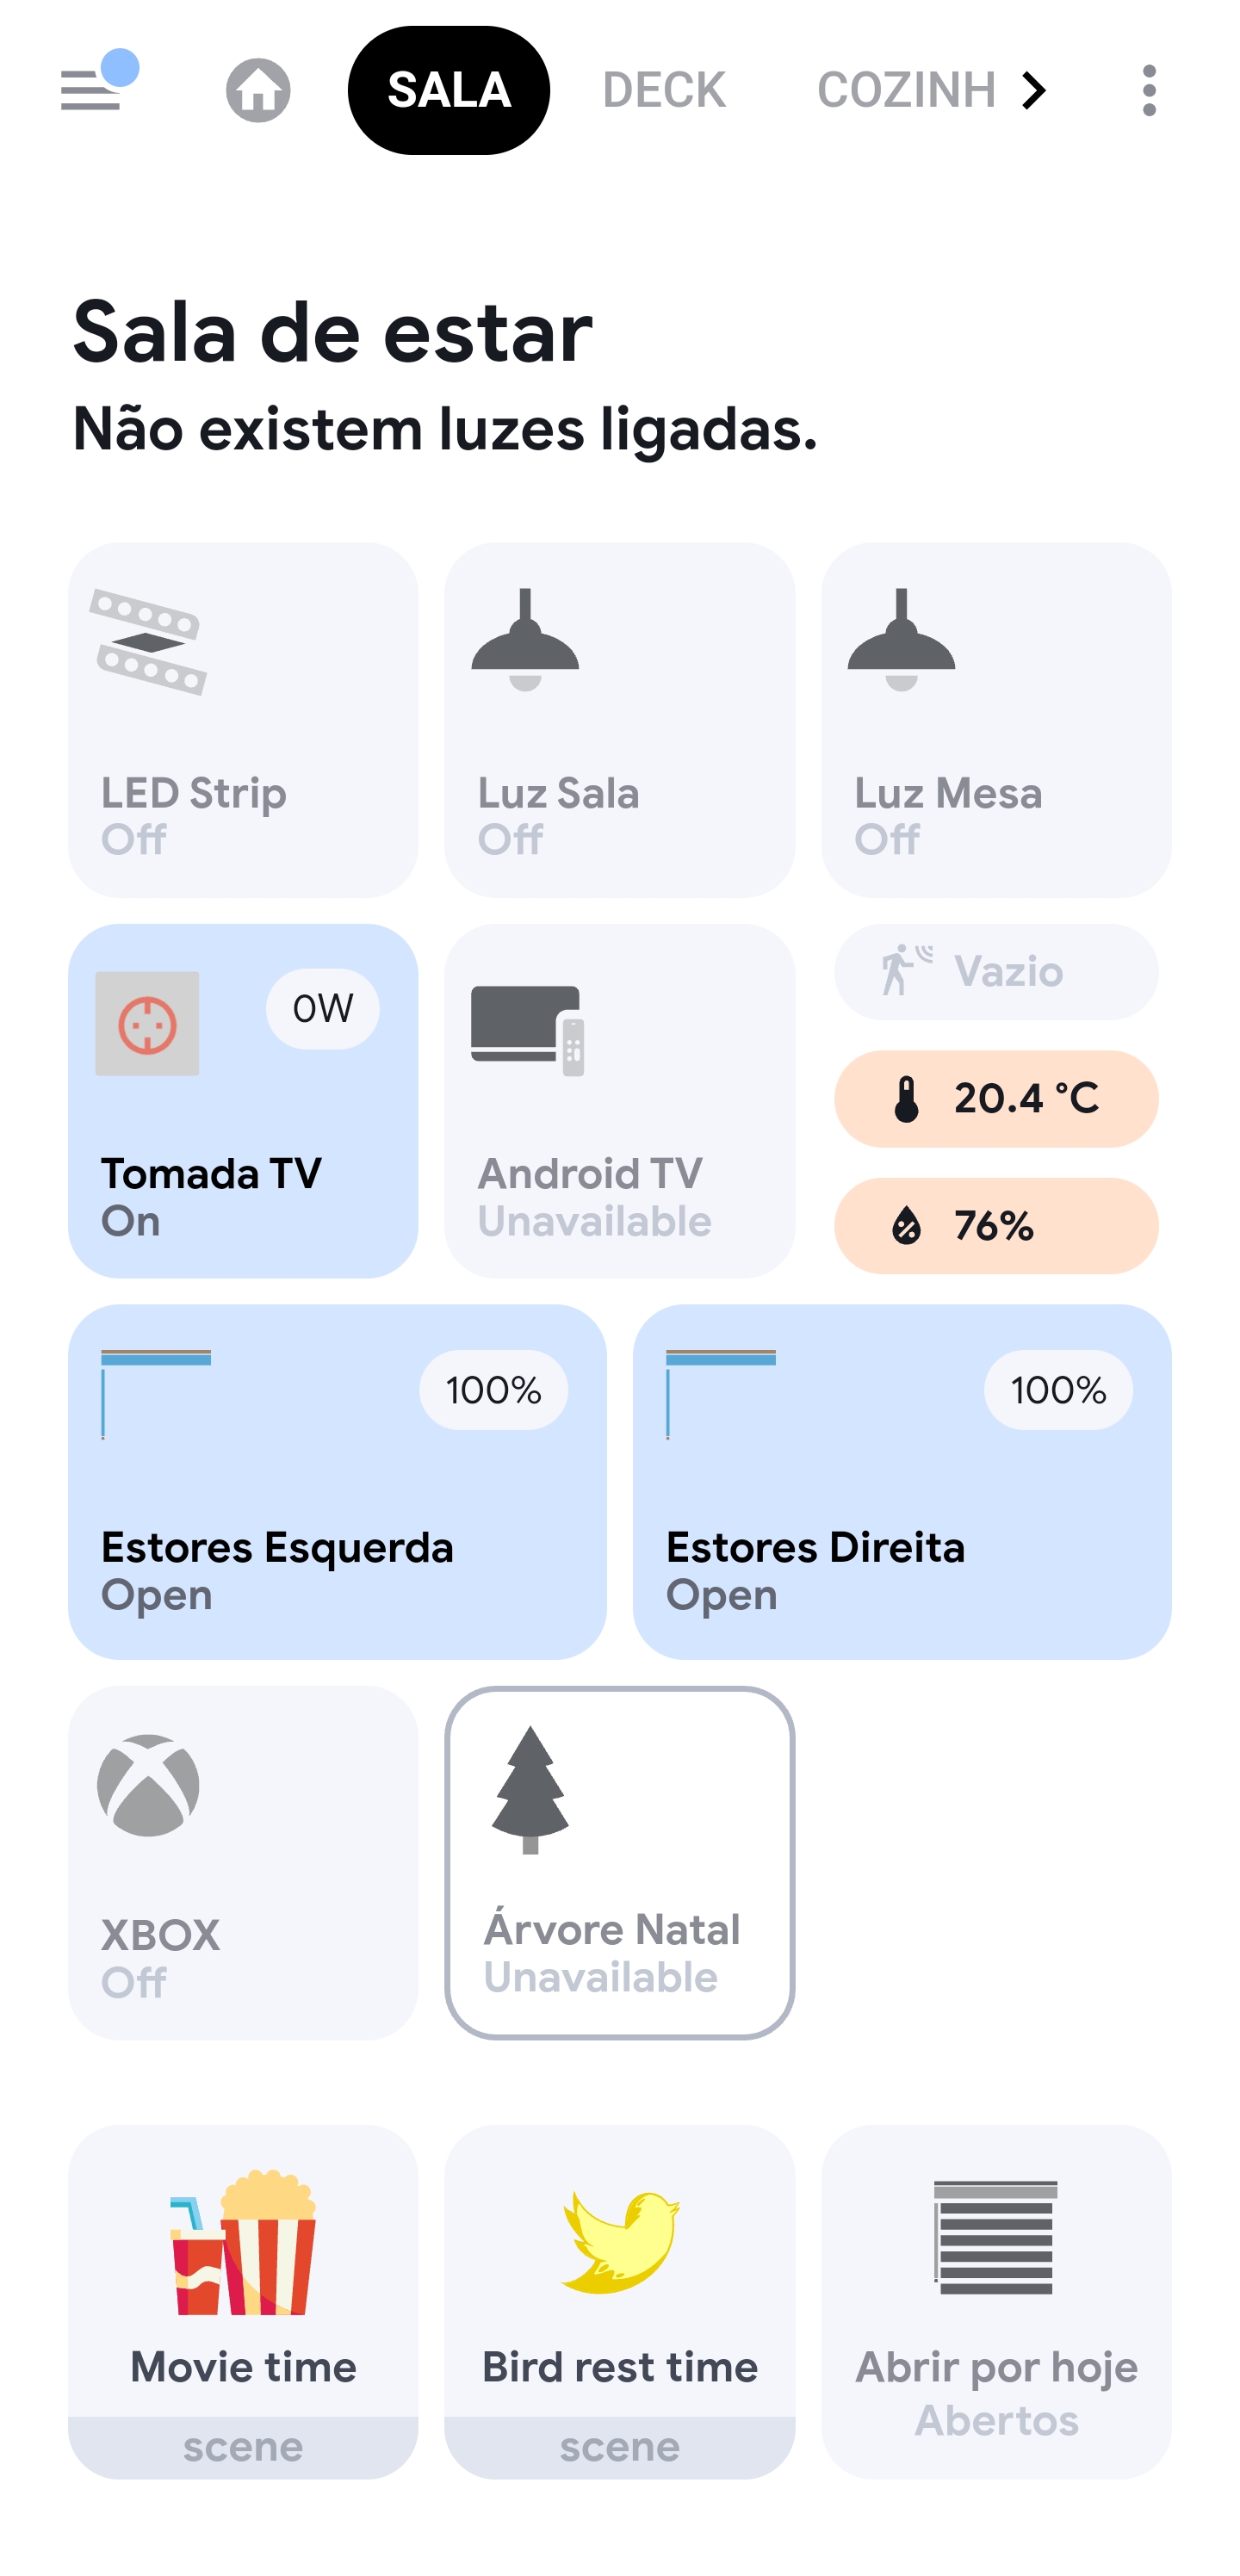 SALA
DECK
COZINH
Sala de estar
Não existem luzes ligadas.
LED Strip
Off
Luz Sala
Off
Luz Mesa
Off
0W
Tomada TV
On
Android TV
Unavailable
Vazio
20.4 °C
76%
100%
Estores Esquerda
Open
100%
Estores Direita
Open
XBOX
Off
Árvore Natal
Unavailable
Movie time
scene
Bird rest time
scene
Abrir por hoje
Abertos